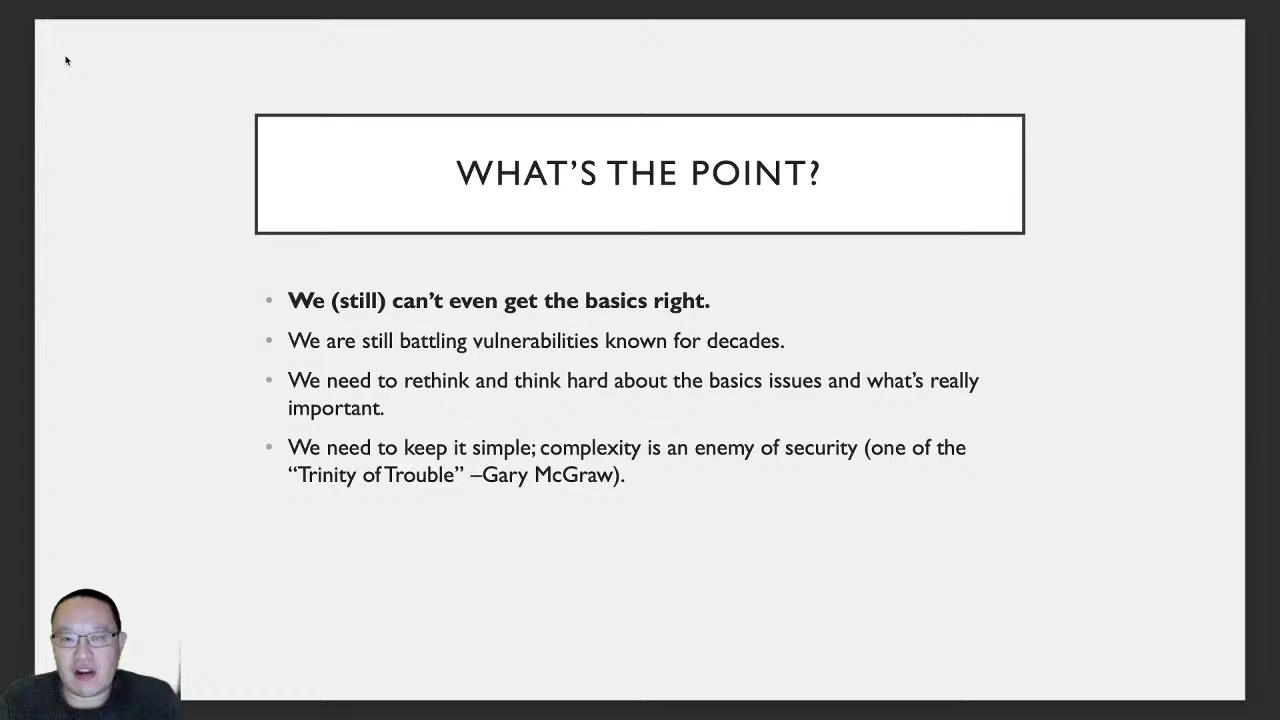 WHAT’S THE POINT?
• We (still) can’t even get the basics right.
• We are still battling vulnerabilities known for decades.
• We need to rethink and think hard about the basics issues and what’s really
important.
• We need to keep it simple; complexity is an enemy of security (one of the
“Trinity of Trouble” –Gary McGraw).